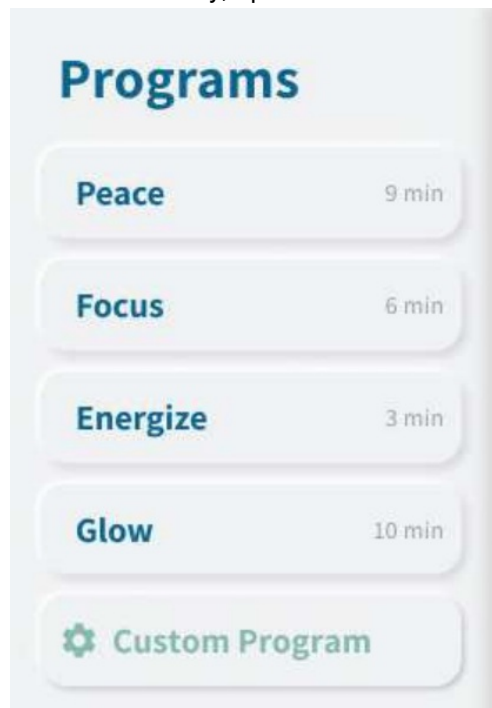 Programs
Peace 9 min
Focus 6 min
Energize 3 min
Glow 10 min
Custom Program